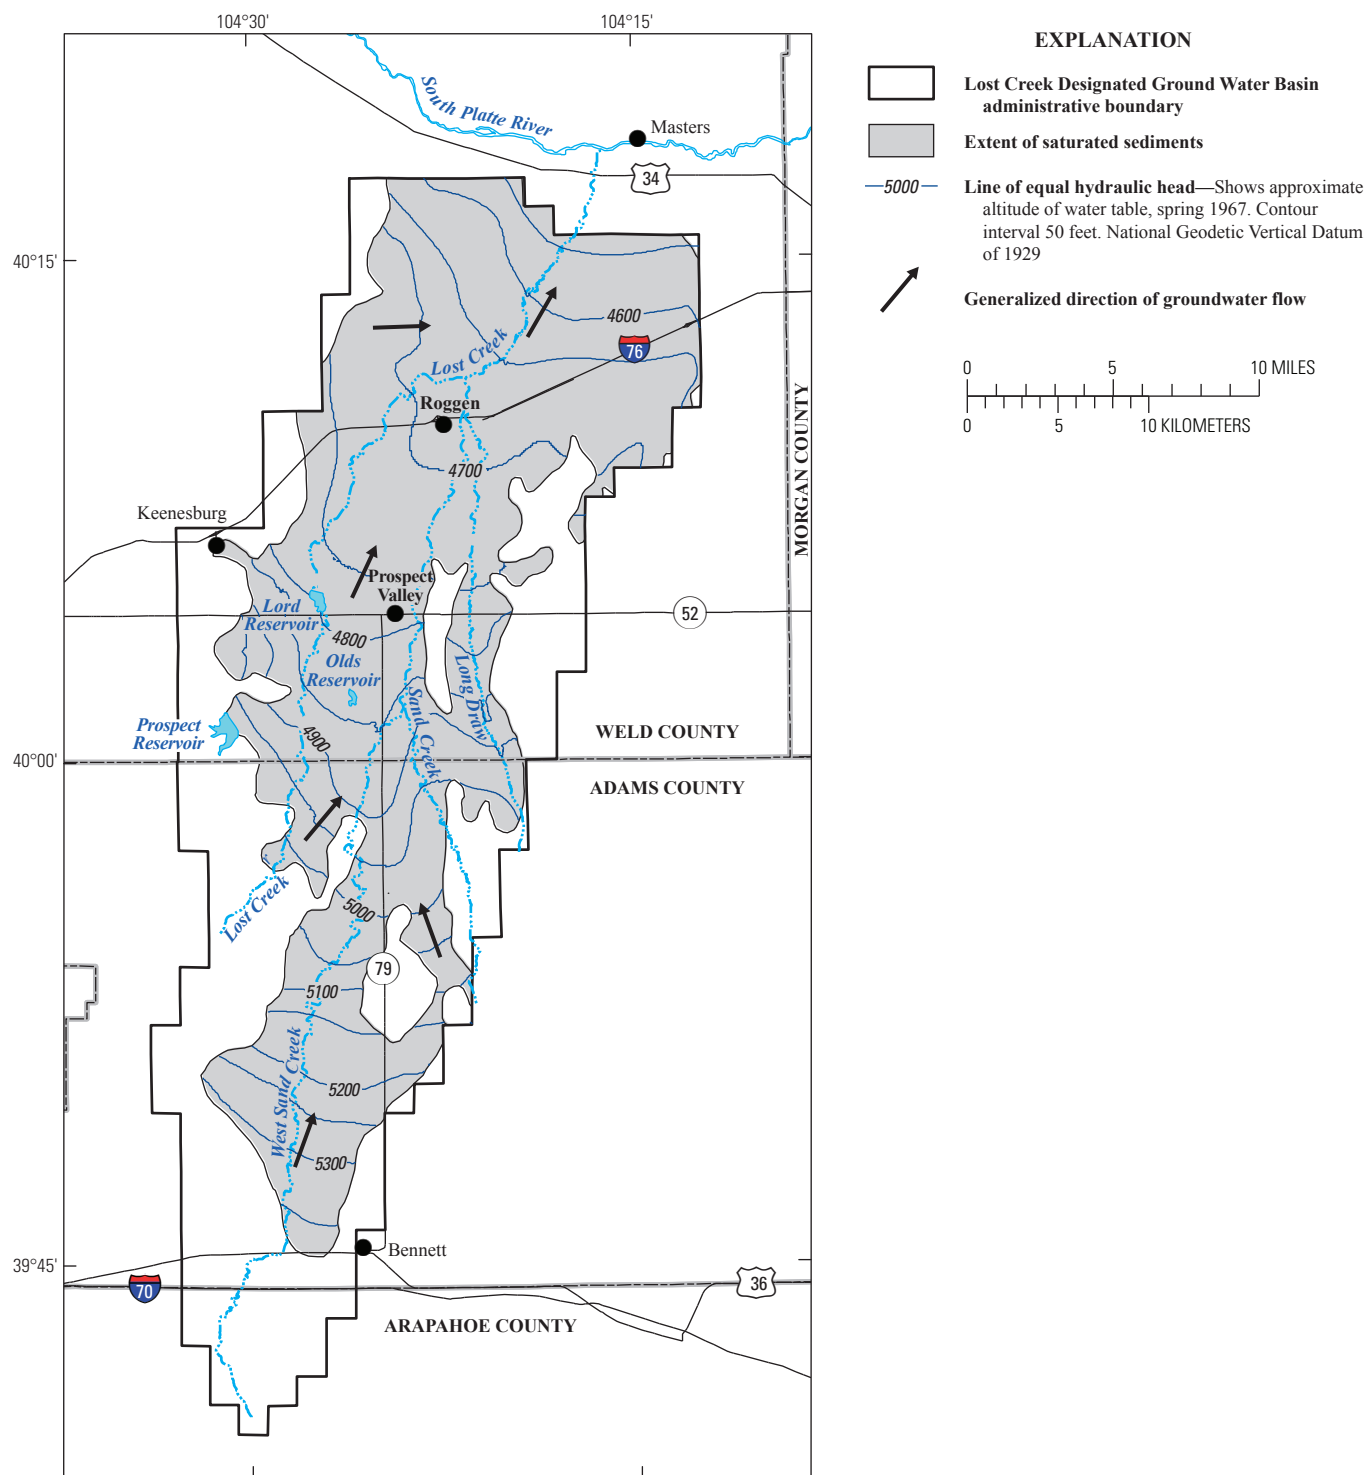 104°30'
104°15'
EXPLANATION
Lost Creek Designated Ground Water Basin
administrative boundary
Extent of saturated sediments
5000
Line of equal hydraulic head—Shows approximate
altitude of water table, spring 1967. Contour
interval 50 feet. National Geodetic Vertical Datum
of 1929
Generalized direction of groundwater flow
0 5 10 MILES
0 5 10 KILOMETERS
South Platte River
Masters
34
40°15'
4600
76
Lost Creek
Roggen
4700
MORGAN COUNTY
Keenesburg
Prospect
Valley
Lord
Reservoir
52
4800
Olds
Reservoir
Long Draw
Sand Creek
Prospect
Reservoir
4900
WELD COUNTY
40°00'
ADAMS COUNTY
Lost Creek
5000
79
5100
West Sand Creek
5200
5300
Bennett
39°45'
70
36
ARAPAHOE COUNTY